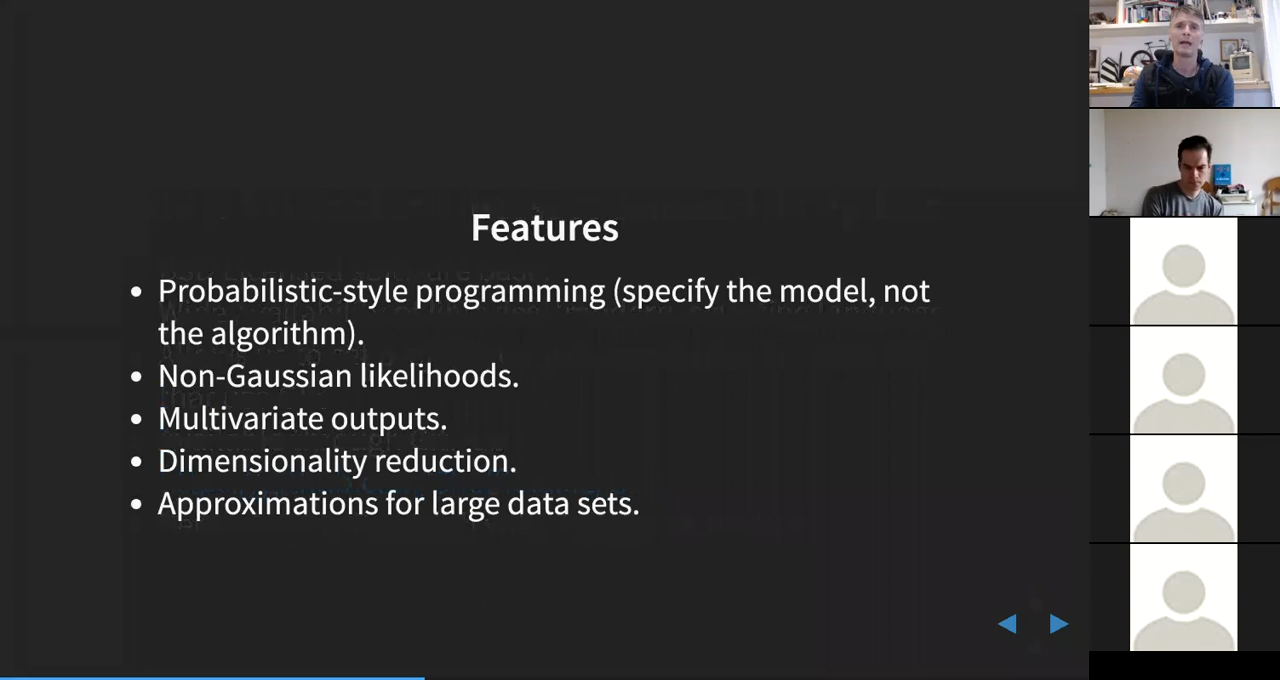 Features
• Probabilistic-style programming (specify the model, not
the algorithm).
• Non-Gaussian likelihoods.
• Multivariate outputs.
• Dimensionality reduction.
• Approximations for large data sets.